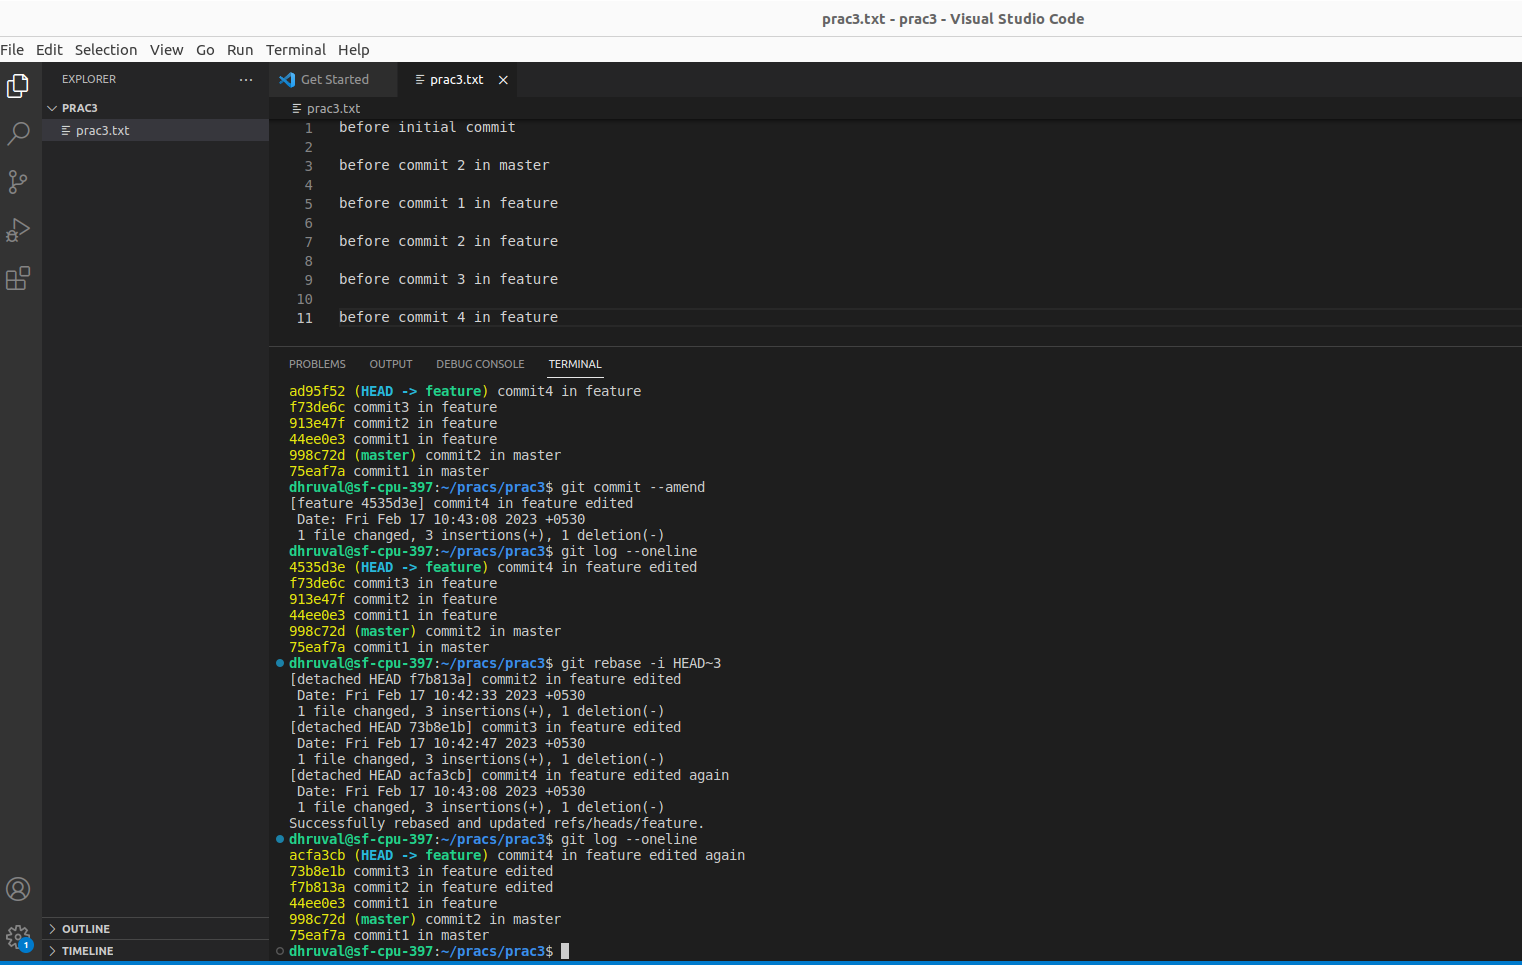 prac3.txt - prac3 - Visual Studio Code
File Edit Selection View Go Run Terminal Help
EXPLORER ···
Get Started
prac3.txt ×
PRAC3
prac3.txt
prac3.txt
1 before initial commit
2
3 before commit 2 in master
4
5 before commit 1 in feature
6
7 before commit 2 in feature
8
9 before commit 3 in feature
10
11 before commit 4 in feature
PROBLEMS OUTPUT DEBUG CONSOLE TERMINAL
ad95f52 (HEAD -> feature) commit4 in feature
f73de6c commit3 in feature
913e47f commit2 in feature
44ee0e3 commit1 in feature
998c72d (master) commit2 in master
75eaf7a commit1 in master
dhruval@sf-cpu-397:~/pracs/prac3$ git commit --amend
[feature 4535d3e] commit4 in feature edited
Date: Fri Feb 17 10:43:08 2023 +0530
1 file changed, 3 insertions(+), 1 deletion(-)
dhruval@sf-cpu-397:~/pracs/prac3$ git log --oneline
4535d3e (HEAD -> feature) commit4 in feature edited
f73de6c commit3 in feature
913e47f commit2 in feature
44ee0e3 commit1 in feature
998c72d (master) commit2 in master
75eaf7a commit1 in master
dhruval@sf-cpu-397:~/pracs/prac3$ git rebase -i HEAD~3
[detached HEAD f7b813a] commit2 in feature edited
Date: Fri Feb 17 10:42:33 2023 +0530
1 file changed, 3 insertions(+), 1 deletion(-)
[detached HEAD 73b8e1b] commit3 in feature edited
Date: Fri Feb 17 10:42:47 2023 +0530
1 file changed, 3 insertions(+), 1 deletion(-)
[detached HEAD acfa3cb] commit4 in feature edited again
Date: Fri Feb 17 10:43:08 2023 +0530
1 file changed, 3 insertions(+), 1 deletion(-)
Successfully rebased and updated refs/heads/feature.
dhruval@sf-cpu-397:~/pracs/prac3$ git log --oneline
acfa3cb (HEAD -> feature) commit4 in feature edited again
73b8e1b commit3 in feature edited
f7b813a commit2 in feature edited
44ee0e3 commit1 in feature
998c72d (master) commit2 in master
75eaf7a commit1 in master
dhruval@sf-cpu-397:~/pracs/prac3$
OUTLINE
TIMELINE
1